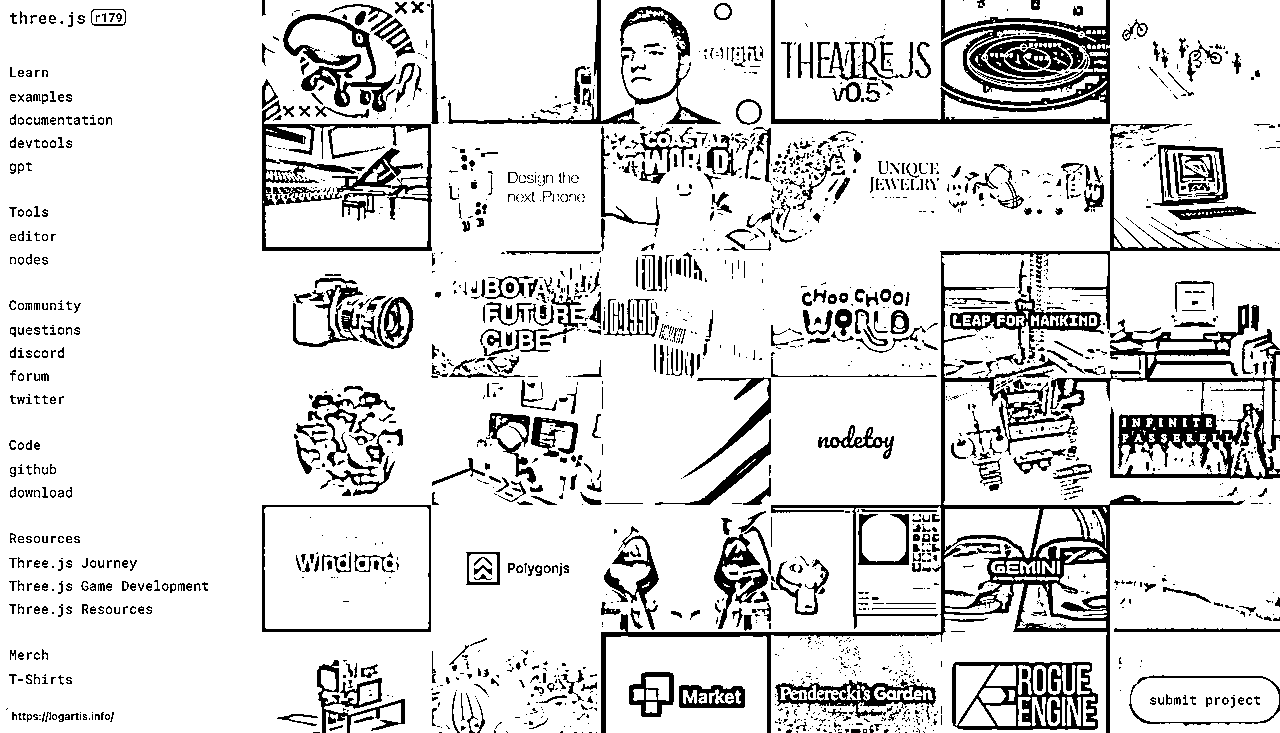 three.js r179
Learn
examples
documentation
devtools
gpt
Tools
editor
nodes
Community
questions
discord
forum
twitter
Code
github
download
Resources
Three.js Journey
Three.js Game Development
Three.js Resources
Merch
T-Shirts
https://logartis.info/
THEATRE.JS
v0.5
Design the
next iPhone
COASTAL
WORLD
UNIQUE
JEWELRY
KUBOTA
FUTURE
CUBE
CHOO CHOO!
WORLD
LEAP FOR MANKIND
nodetoy
INFINITE
PASSERELLA
Windland
Polygonjs
GEMINI
Market
Penderecki's Garden
ROGUE
ENGINE
submit project